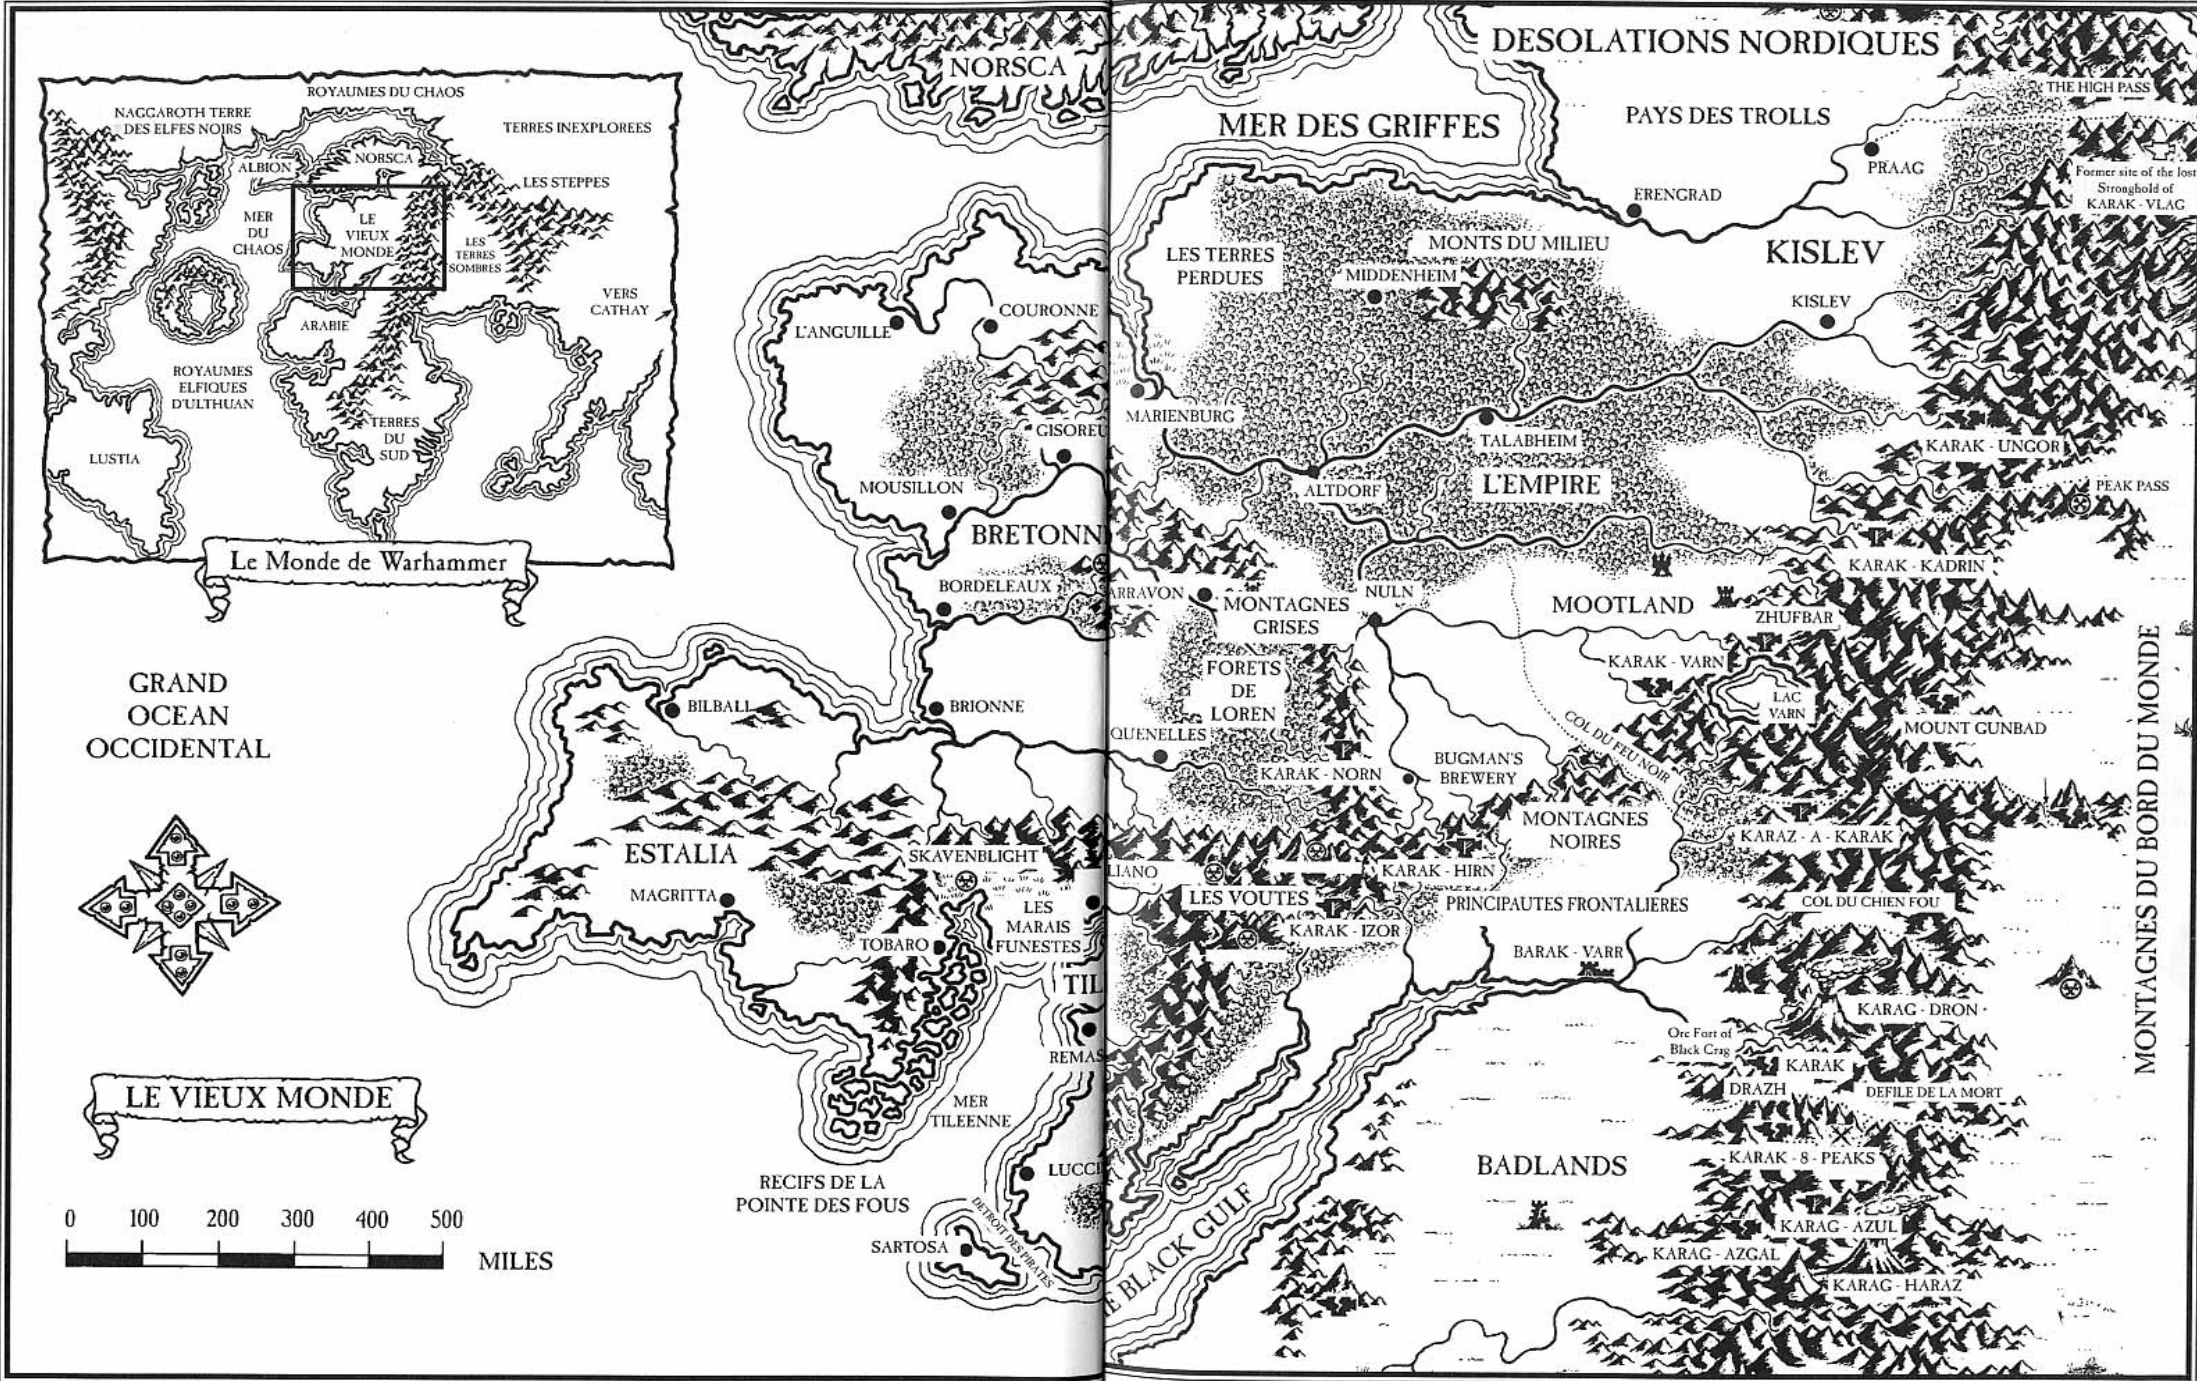 ROYAUMES DU CHAOS
NAGGAROTH TERRE
DES ELFES NOIRS
TERRES INEXPLOREES
ALBION
NORSCA
LES STEPPES
MER
DU
CHAOS
LE
VIEUX
MONDE
LES
TERRES
SOMBRES
VERS
CATHAY
ARABIE
ROYAUMES
ELFIQUES
D'ULTHUAN
TERRES
DU
SUD
LUSTIA
Le Monde de Warhammer
GRAND
OCEAN
OCCIDENTAL
LE VIEUX MONDE
0 100 200 300 400 500
MILES
NORSCA
L'ANGUILLE
COURONNE
GISOREU
MOUSILLON
BRETONN
BORDELEAUX
BRIONNE
BILBALI
ESTALIA
MAGRITTA
SKAVENBLIGHT
LES
MARAIS
FUNESTES
TOBARO
TIL
REMAS
MER
TILEENNE
LUCCI
RECIFS DE LA
POINTE DES FOUS
SARTOSA
DETROIT DES PIRATES
DESOLATIONS NORDIQUES
THE HIGH PASS
MER DES GRIFFES
PAYS DES TROLLS
PRAAG
Former site of the lost
Stronghold of
KARAK - VLAG
ERENGRAD
KISLEV
LES TERRES
PERDUES
MONTS DU MILIEU
MIDDENHEIM
KISLEV
MARIENBURG
TALABHEIM
KARAK - UNGOR
ALTDORF
L'EMPIRE
PEAK PASS
KARAK - KADRIN
ARRAVON
MONTAGNES
GRISES
NULN
MOOTLAND
ZHUFBAR
FORETS
DE
LOREN
KARAK - VARN
LAC
VARN
MOUNT GUNBAD
QUENELLES
COL DU FEU NOIR
KARAK - NORN
BUGMAN'S
BREWERY
MONTAGNES
NOIRES
KARAZ - A - KARAK
LIANO
KARAK - HIRN
LES VOUTES
PRINCIPAUTES FRONTALIERES
COL DU CHIEN FOU
KARAK - IZOR
BARAK - VARR
KARAG - DRON
Orc Fort of
Black Crag
KARAK
DRAZH
DEFILE DE LA MORT
BADLANDS
KARAK - 8 - PEAKS
KARAG - AZUL
KARAG - AZGAL
KARAG - HARAZ
E BLACK GULF
MONTAGNES DU BORD DU MONDE